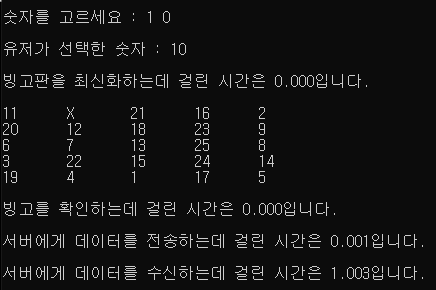 숫자를 고르세요 : 1 0
유저가 선택한 숫자 : 10
빙고판을 최신화하는데 걸린 시간은 0.000입니다.
11 X 21 16 2
20 12 18 23 9
6 7 13 25 8
3 22 15 24 14
19 4 1 17 5
빙고를 확인하는데 걸린 시간은 0.000입니다.
서버에게 데이터를 전송하는데 걸린 시간은 0.001입니다.
서버에게 데이터를 수신하는데 걸린 시간은 1.003입니다.